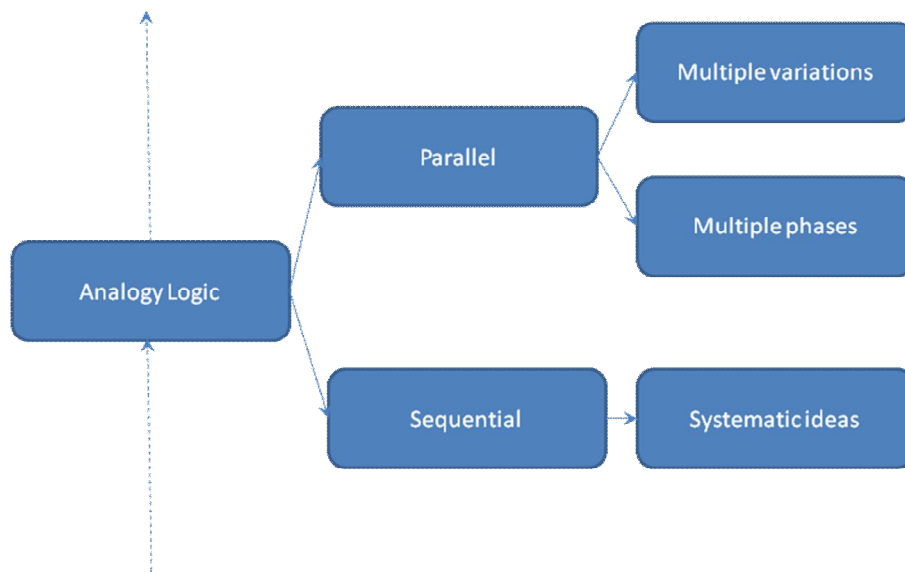 Multiple variations
Parallel
Multiple phases
Analogy Logic
Sequential
Systematic ideas